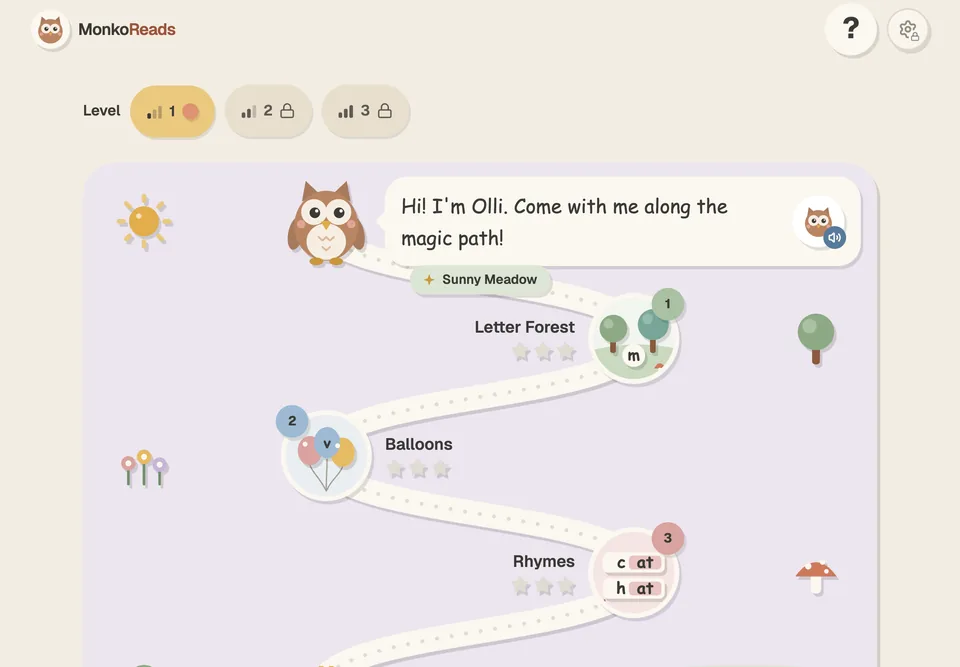 MonkoReads
?
Level
1
2
3
Hi! I'm Olli. Come with me along the
magic path!
Sunny Meadow
1
Letter Forest
m
2
v
Balloons
3
Rhymes
c at
h at